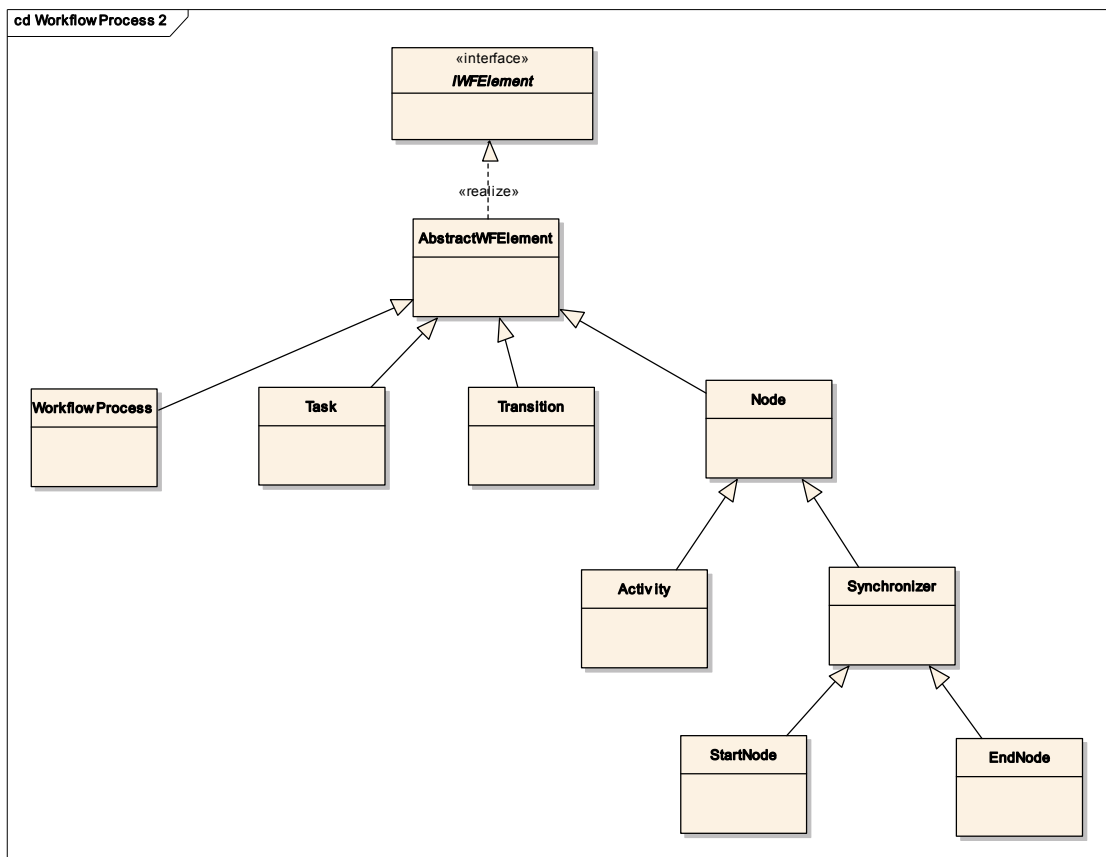 cd WorkflowProcess 2
«interface»
IWFElement
«realize»
AbstractWFElement
WorkflowProcess
Task
Transition
Node
Activity
Synchronizer
StartNode
EndNode